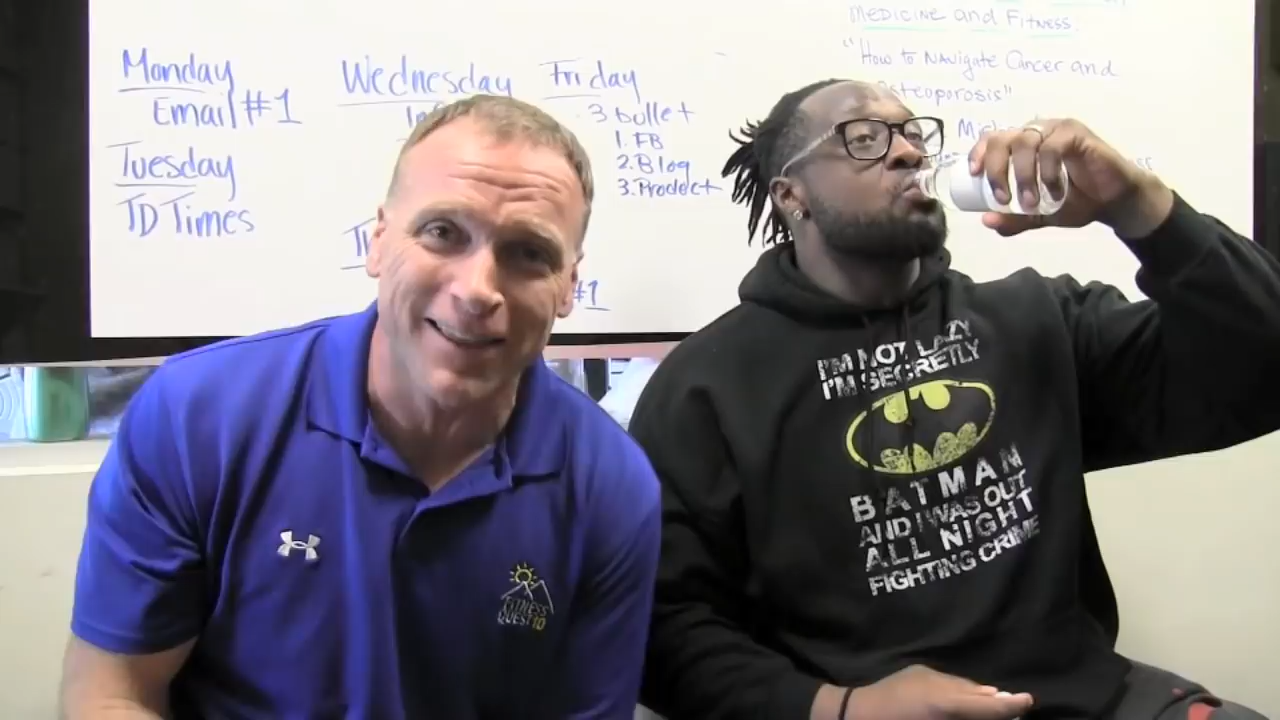 Monday
Email #1
Tuesday
TD Times
Wednesday
#1
Friday
3 bullet
1. FB
2. Blog
3. Product
Medicine and Fitness.
"How to Navigate Cancer and
Osteoporosis"
FITNESS
QUEST 10
I'M NOT LAZY
I'M SECRETLY
BATMAN
AND I WAS OUT
ALL NIGHT
FIGHTING CRIME